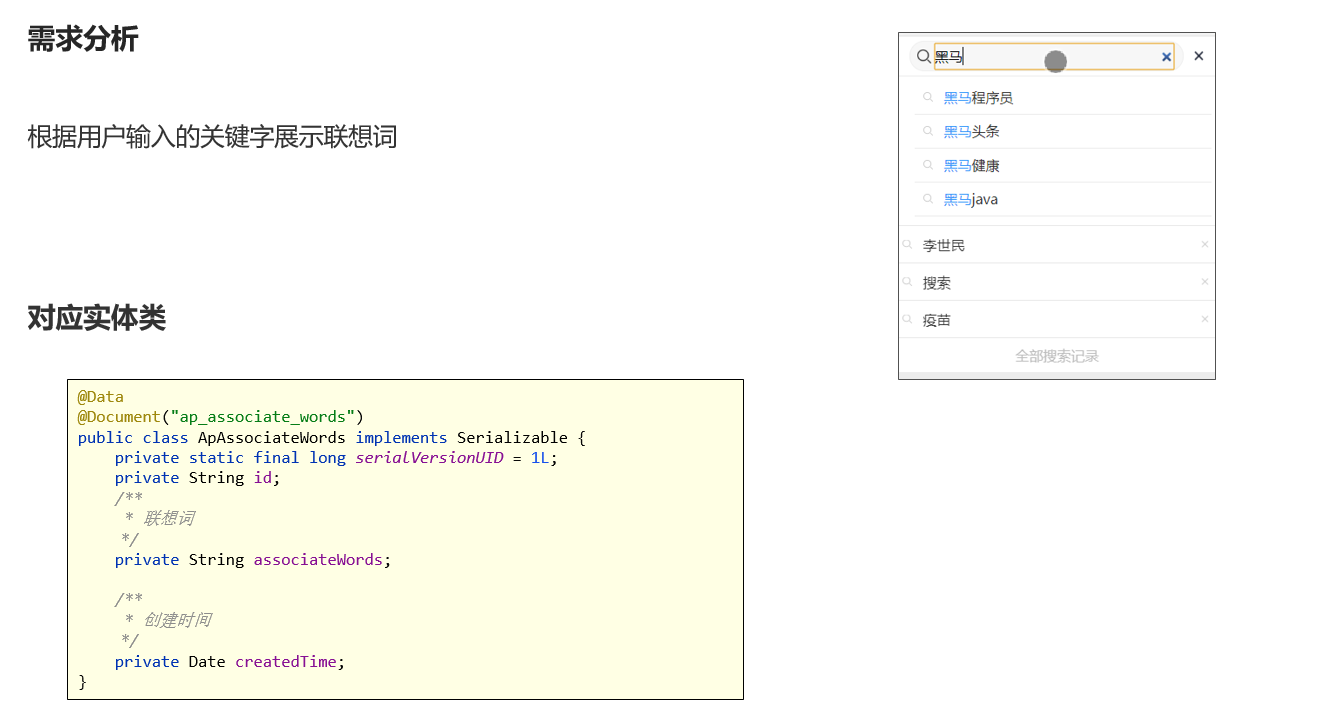 需求分析
根据用户输入的关键字展示联想词
黑马
黑马程序员
黑马头条
黑马健康
黑马java
李世民
搜索
疫苗
全部搜索记录
对应实体类
@Data
@Document("ap_associate_words")
public class ApAssociateWords implements Serializable {
    private static final long serialVersionUID = 1L;
    private String id;
    /**
     * 联想词
     */
    private String associateWords;

    /**
     * 创建时间
     */
    private Date createdTime;
}